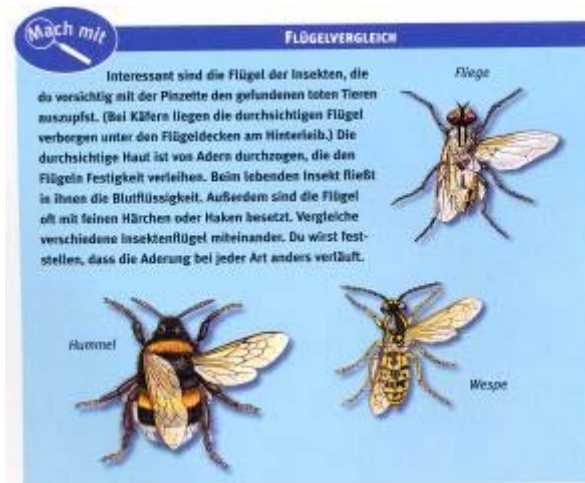 Mach mit
FLÜGELVERGLEICH
Interessant sind die Flügel der Insekten, die
du vorsichtig mit der Pinzette den gefundenen toten Tieren
auszupfst. (Bei Käfern liegen die durchsichtigen Flügel
verborgen unter den Flügeldecken am Hinterleib.) Die
durchsichtige Haut ist von Adern durchzogen, die den
Flügeln Festigkeit verleihen. Beim lebenden Insekt fließt
in ihnen die Blutflüssigkeit. Außerdem sind die Flügel
oft mit feinen Härchen oder Haken besetzt. Vergleiche
verschiedene Insektenflügel miteinander. Du wirst fest-
stellen, dass die Aderung bei jeder Art anders verläuft.
Fliege
Hummel
Wespe